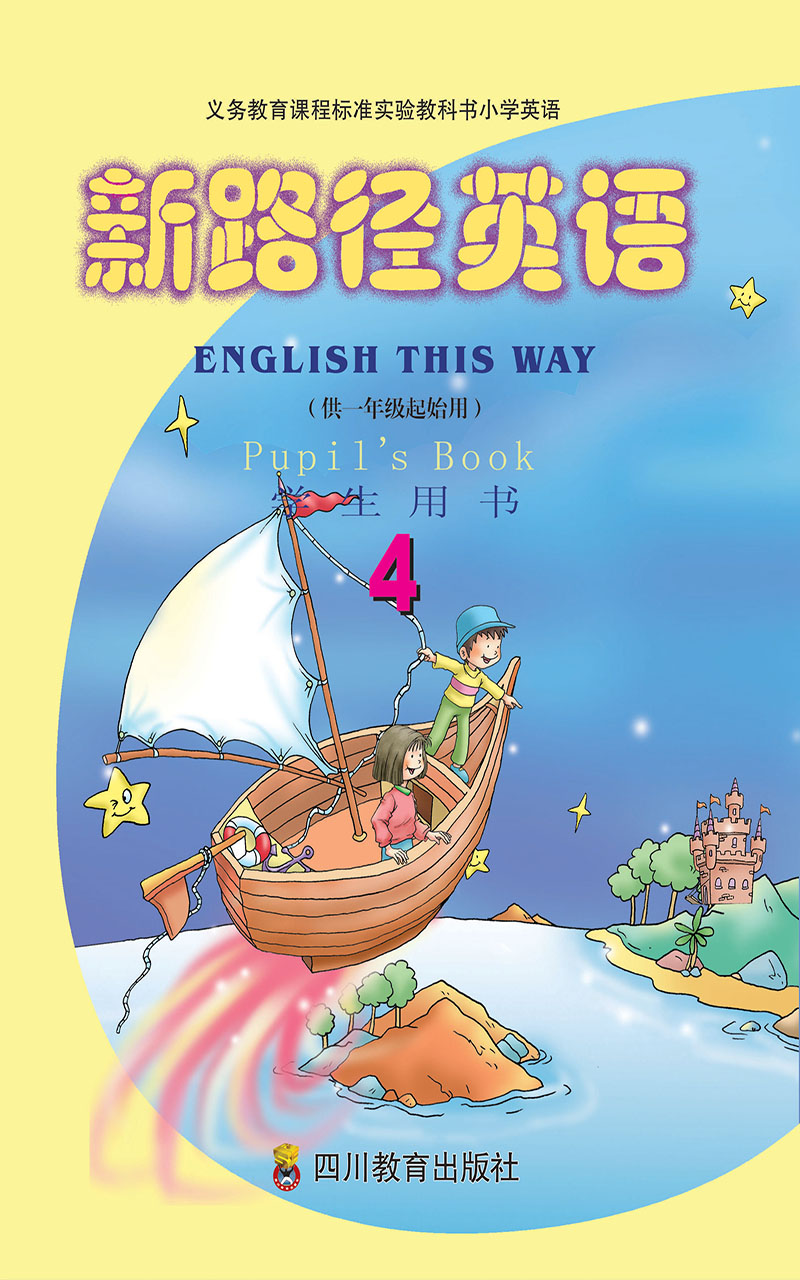 义务教育课程标准实验教科书小学英语
新路径英语
ENGLISH THIS WAY
（供一年级起始用）
Pupil's Book
学生用书
4
四川教育出版社